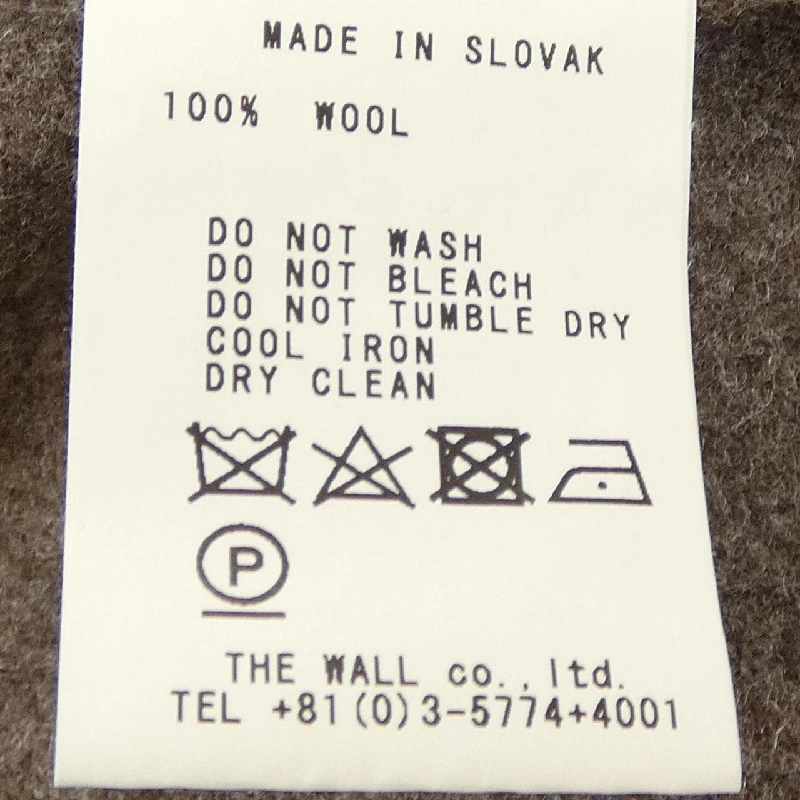 MADE IN SLOVAK
100% WOOL
DO NOT WASH
DO NOT BLEACH
DO NOT TUMBLE DRY
COOL IRON
DRY CLEAN
P
THE WALL co.,ltd.
TEL +81(0)3-5774+4001